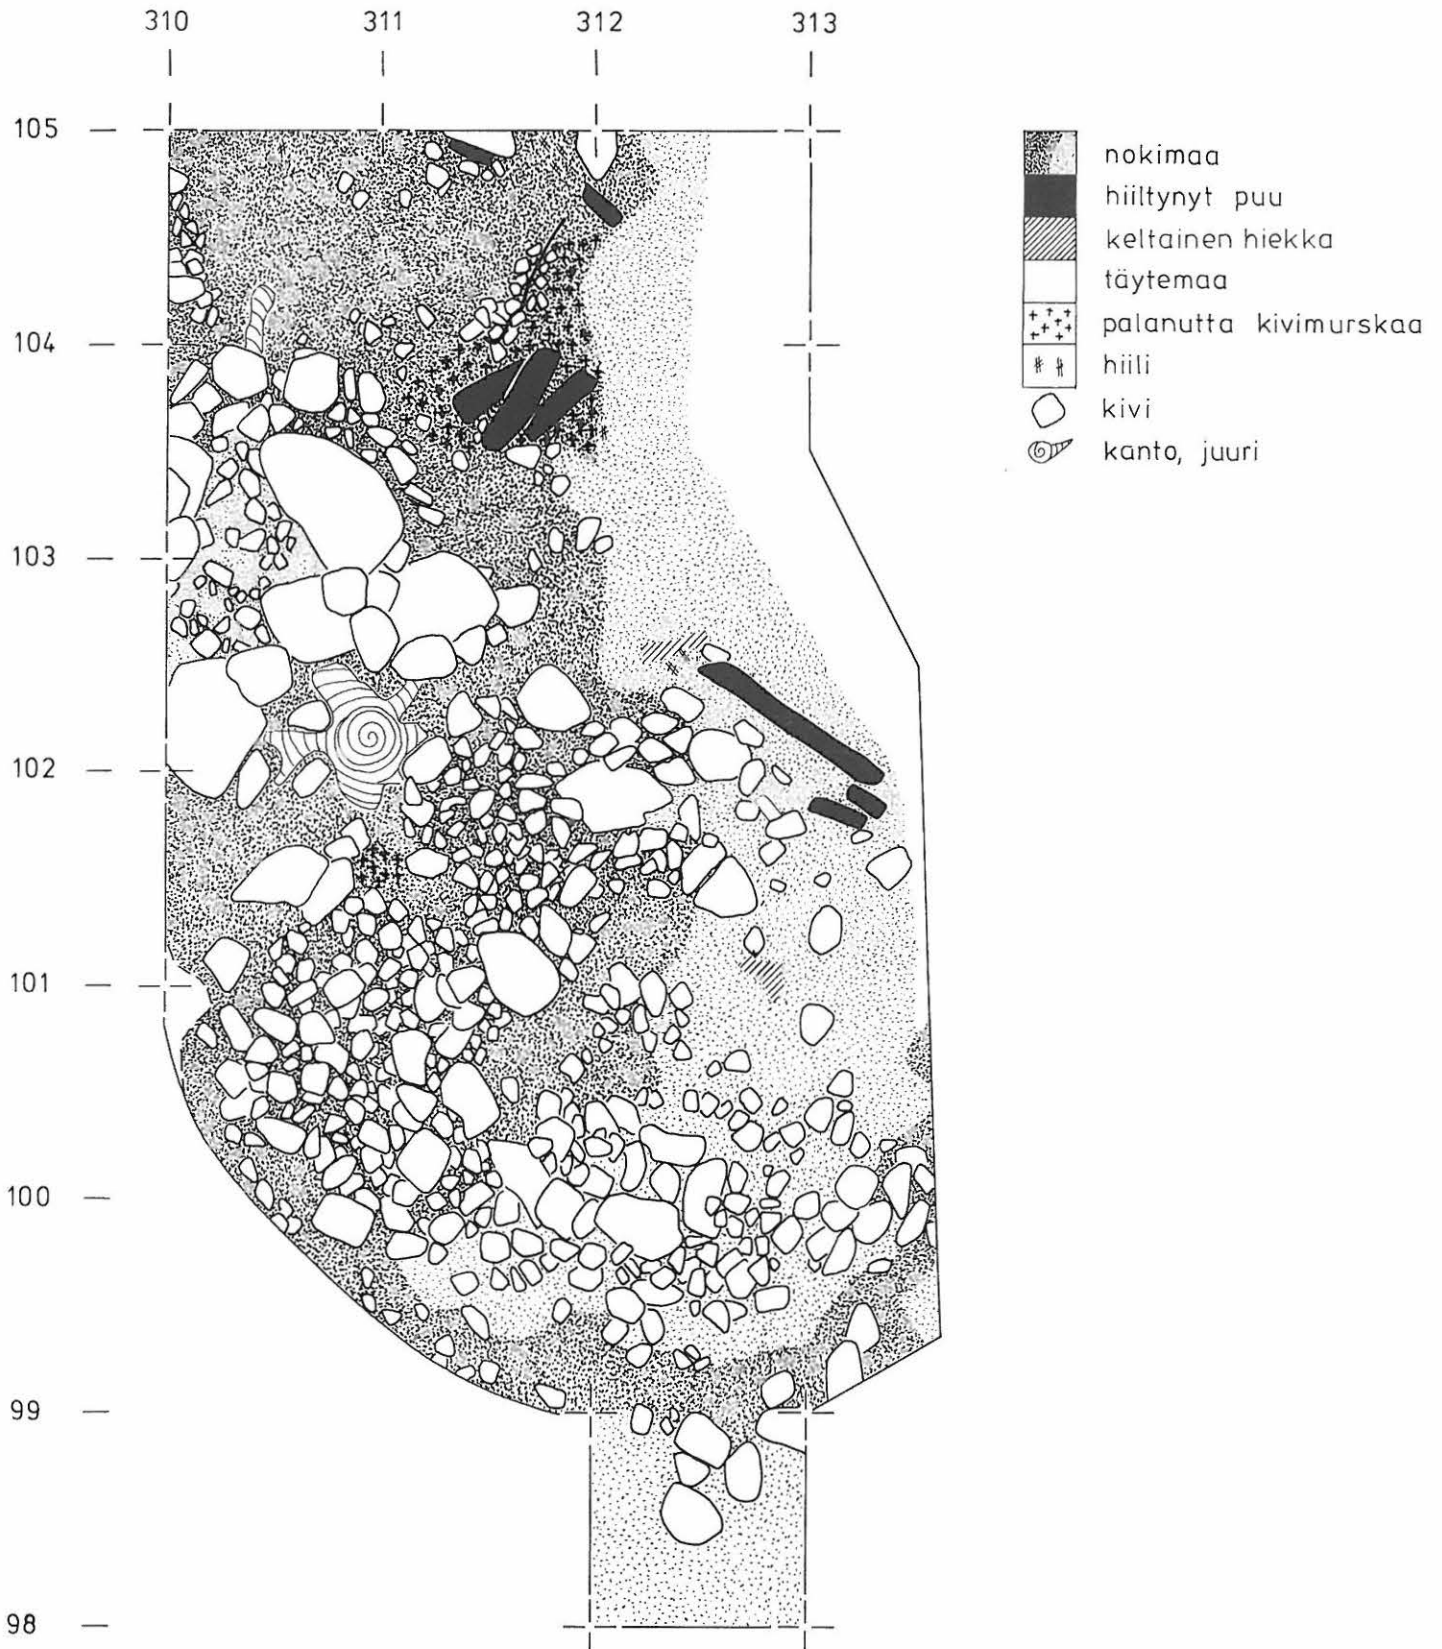 310 311 312 313
105
104
103
102
101
100
99
98
nokimaa
hiiltynyt puu
keltainen hiekka
täytemaa
palanutta kivimurskaa
hiili
kivi
kanto, juuri